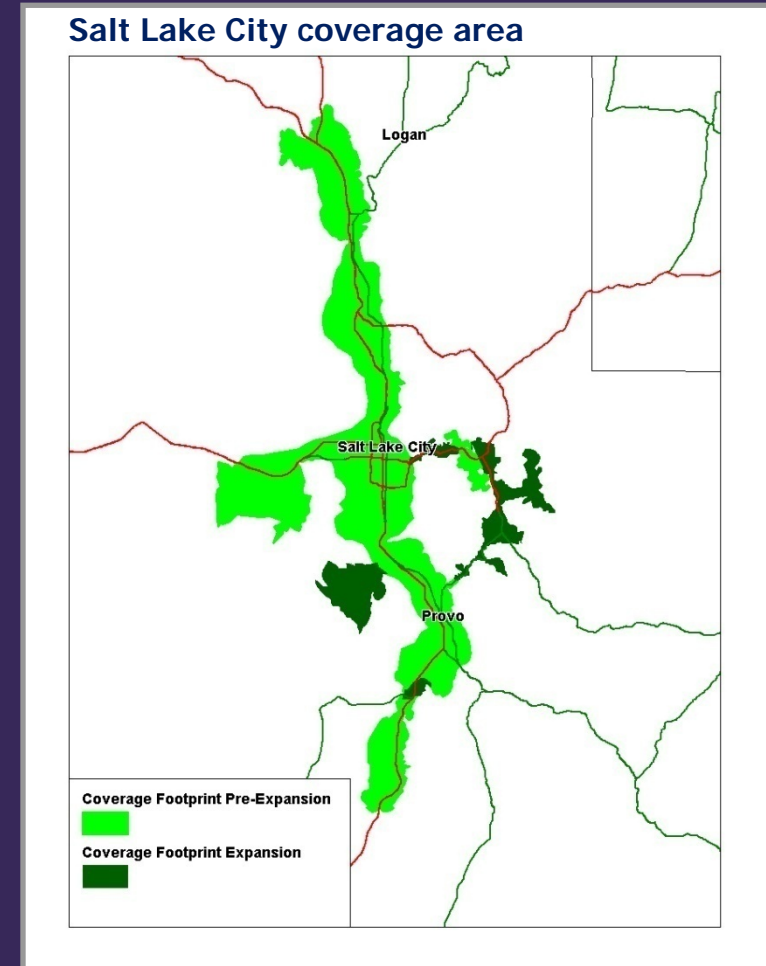 Salt Lake City coverage area
Logan
Salt Lake City
Provo
Coverage Footprint Pre-Expansion
Coverage Footprint Expansion